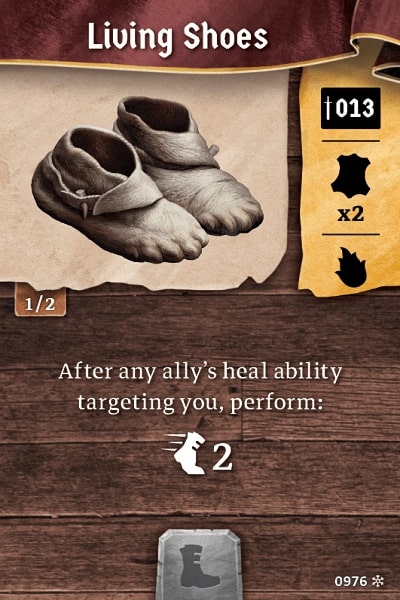 Living Shoes
013
x2
1/2
After any ally's heal ability
targeting you, perform:
2
0976